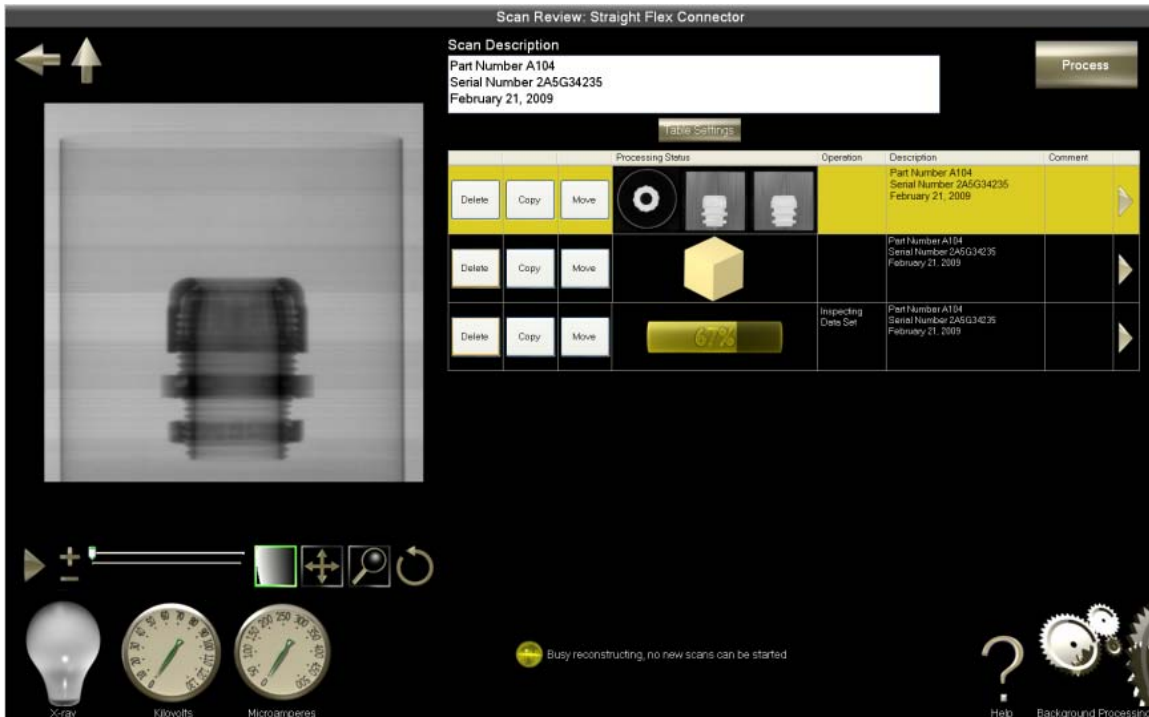 Scan Review: Straight Flex Connector
Scan Description
Part Number A104
Serial Number 2A5G34235
February 21, 2009
Process
Table Settings
Processing Status Operation Description Comment
Delete Copy Move
Part Number A104
Serial Number 2A5G34235
February 21, 2009
Delete Copy Move
Part Number A104
Serial Number 2A5G34235
February 21, 2009
Delete Copy Move
67%
Inspecting
Data Set
Part Number A104
Serial Number 2A5G34235
February 21, 2009
Busy reconstructing, no new scans can be started
X-ray
Kilovolts
Microamperes
Help
Background Processing